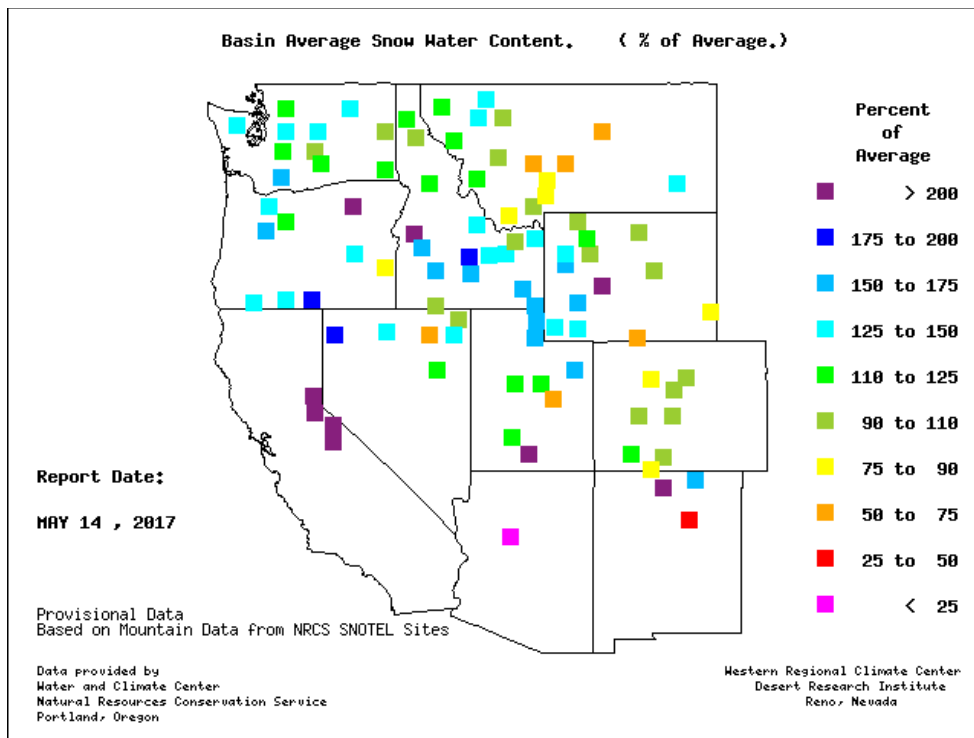 Basin Average Snow Water Content. ( % of Average.)
Percent
of
Average
> 200
175 to 200
150 to 175
125 to 150
110 to 125
90 to 110
75 to 90
50 to 75
25 to 50
< 25
Report Date:
MAY 14 , 2017
Provisional Data
Based on Mountain Data from NRCS SNOTEL Sites
Data provided by
Water and Climate Center
Natural Resources Conservation Service
Portland, Oregon
Western Regional Climate Center
Desert Research Institute
Reno, Nevada